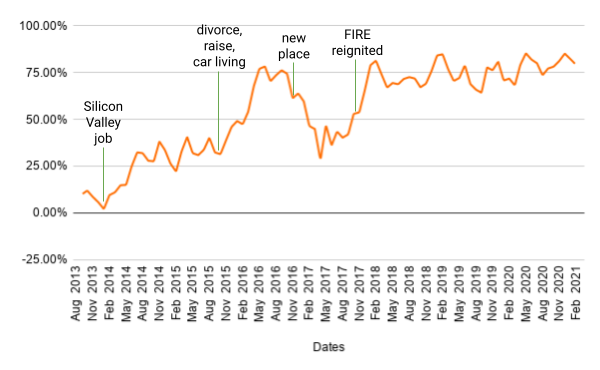 100.00%
75.00%
50.00%
25.00%
0.00%
-25.00%
divorce,
raise,
car living
new
place
FIRE
reignited
Silicon
Valley
job
Aug 2013
Nov 2013
Feb 2014
May 2014
Aug 2014
Nov 2014
Feb 2015
May 2015
Aug 2015
Nov 2015
Feb 2016
May 2016
Aug 2016
Nov 2016
Feb 2017
May 2017
Aug 2017
Nov 2017
Feb 2018
May 2018
Aug 2018
Nov 2018
Feb 2019
May 2019
Aug 2019
Nov 2019
Feb 2020
May 2020
Aug 2020
Nov 2020
Feb 2021
Dates